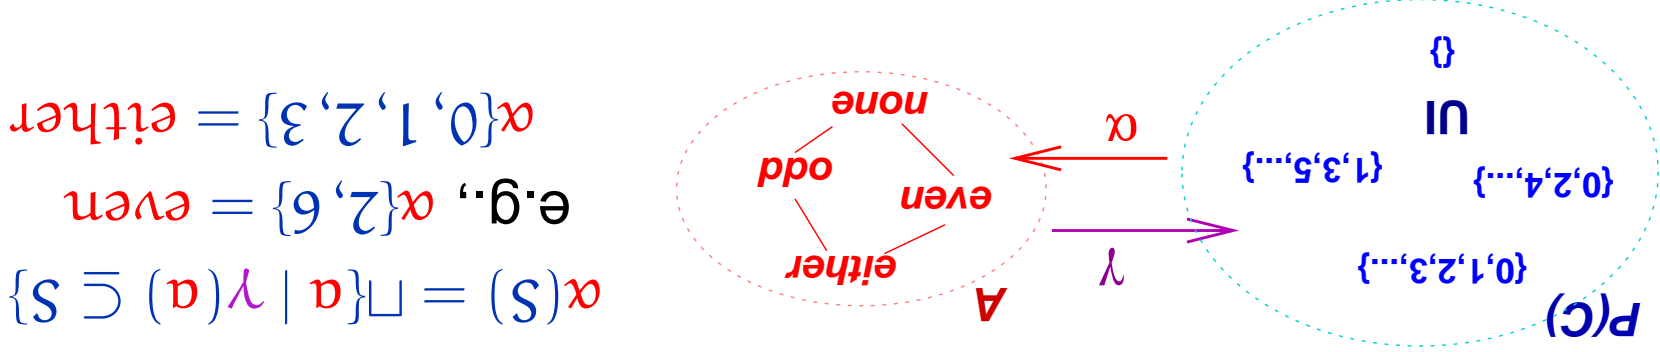 P(C)
{0,1,2,3,...,}
{0,2,4,...,}
{1,3,5,...,}
UI
{}
γ
α
A
either
even
odd
none
α(S) = ⊓{a | γ(a) ⊇ S}
e.g., α{2, 6} = even
α{0, 1, 2, 3} = either